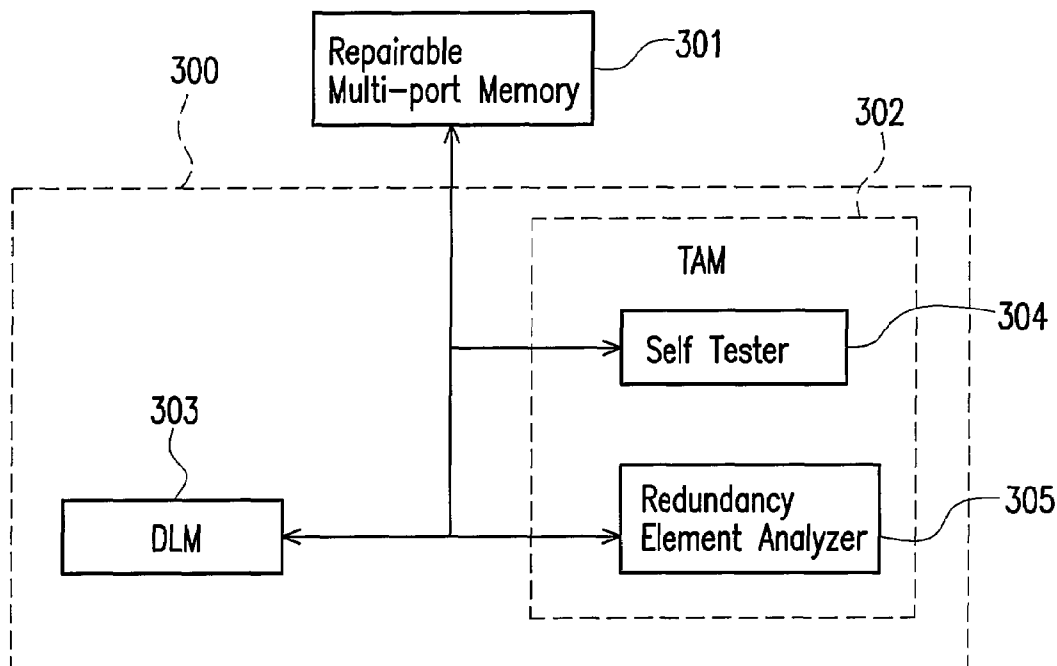 Repairable
Multi-port Memory
301
300
302
TAM
Self Tester
304
303
DLM
Redundancy
Element Analyzer
305